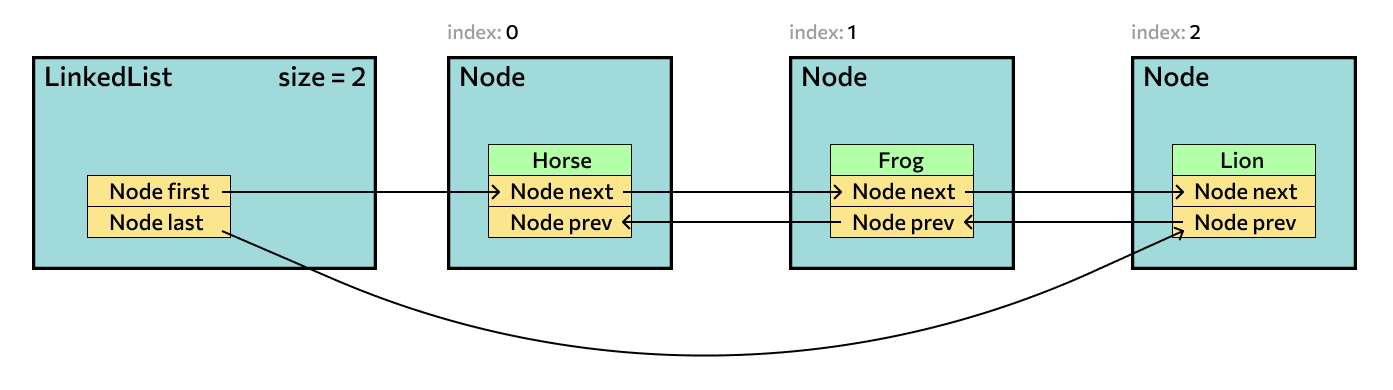 index: 0
index: 1
index: 2
LinkedList size = 2
Node
Node
Node
Horse
Frog
Lion
Node first
Node next
Node next
Node next
Node last
Node prev
Node prev
Node prev